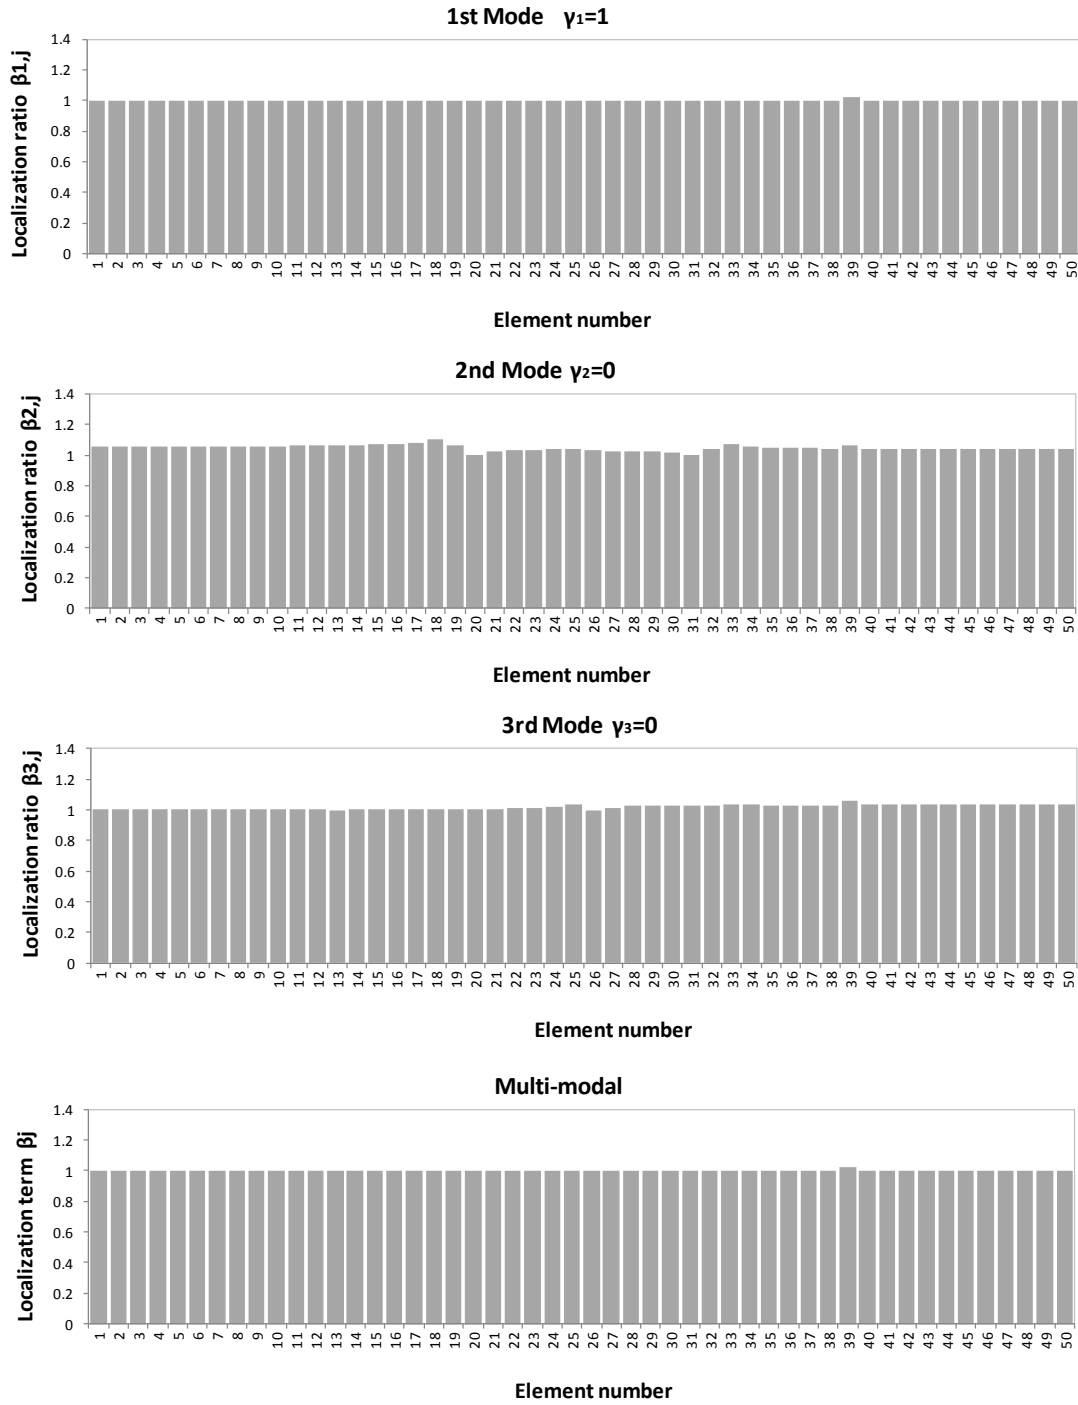 1st Mode γ₁=1
Localization ratio β1,j
1.4
1.2
1
0.8
0.6
0.4
0.2
0
1 2 3 4 5 6 7 8 9 10 11 12 13 14 15 16 17 18 19 20 21 22 23 24 25 26 27 28 29 30 31 32 33 34 35 36 37 38 39 40 41 42 43 44 45 46 47 48 49 50
Element number
2nd Mode γ₂=0
Localization ratio β2,j
1.4
1.2
1
0.8
0.6
0.4
0.2
0
1 2 3 4 5 6 7 8 9 10 11 12 13 14 15 16 17 18 19 20 21 22 23 24 25 26 27 28 29 30 31 32 33 34 35 36 37 38 39 40 41 42 43 44 45 46 47 48 49 50
Element number
3rd Mode γ₃=0
Localization ratio β3,j
1.4
1.2
1
0.8
0.6
0.4
0.2
0
1 2 3 4 5 6 7 8 9 10 11 12 13 14 15 16 17 18 19 20 21 22 23 24 25 26 27 28 29 30 31 32 33 34 35 36 37 38 39 40 41 42 43 44 45 46 47 48 49 50
Element number
Multi-modal
Localization term βj
1.4
1.2
1
0.8
0.6
0.4
0.2
0
1 2 3 4 5 6 7 8 9 10 11 12 13 14 15 16 17 18 19 20 21 22 23 24 25 26 27 28 29 30 31 32 33 34 35 36 37 38 39 40 41 42 43 44 45 46 47 48 49 50
Element number